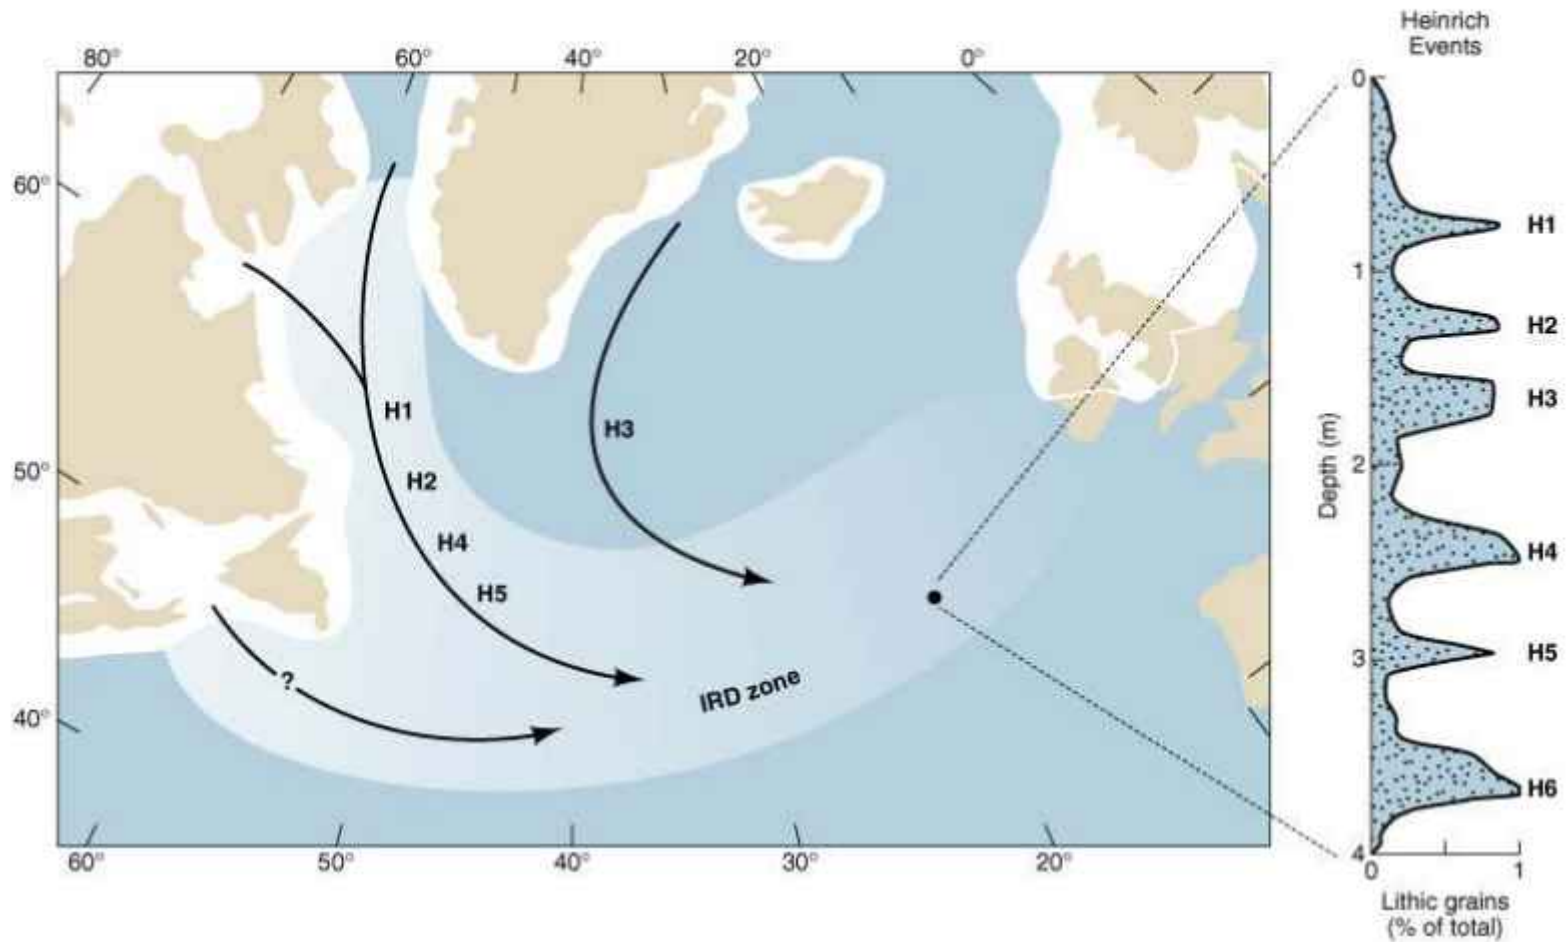 Heinrich
Events
80°
60°
40°
20°
0°
60°
50°
40°
H1
H2
H4
H5
H3
?
IRD zone
60°
50°
40°
30°
20°
0
1
2
3
4
Depth (m)
H1
H2
H3
H4
H5
H6
0
1
Lithic grains
(% of total)